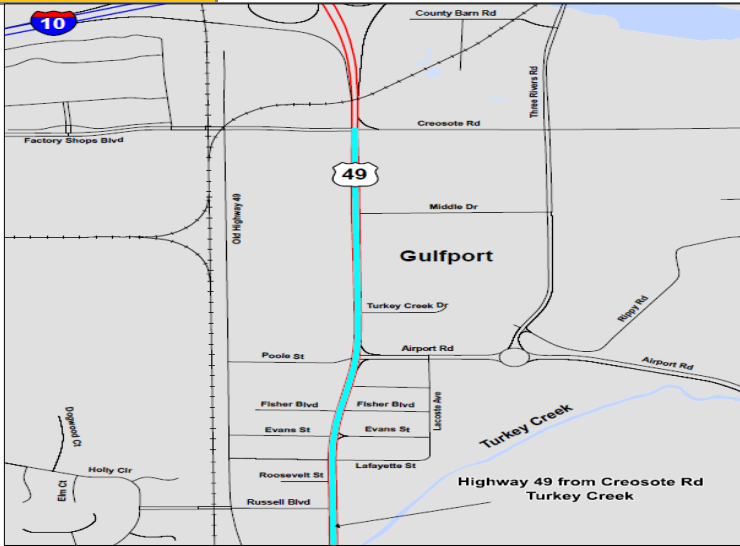 10
County Barn Rd
Three Rivers Rd
Creosote Rd
Factory Shops Blvd
49
Old Highway 49
Middle Dr
Gulfport
Turkey Creek Dr
Rippy Rd
Airport Rd
Poole St
Airport Rd
Fisher Blvd
Fisher Blvd
Lacoste Ave
Dogwood Ct
Turkey Creek
Evans St
Evans St
Lafayette St
Holly Clr
Roosevelt St
Elm Ct
Highway 49 from Creosote Rd
Turkey Creek
Russell Blvd